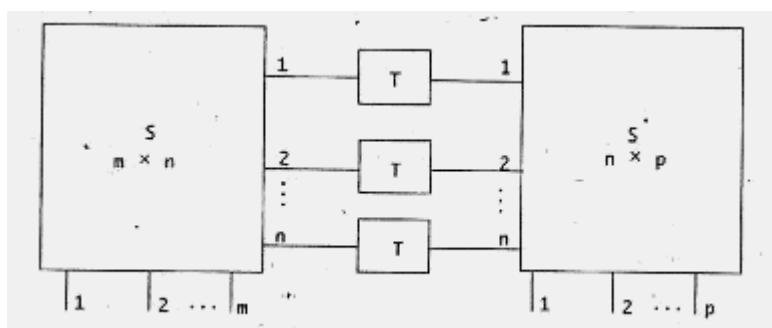 1 T 1
S S
m × n n × p
2 T 2
⋮ ⋮
n T n
1 2 ... m 1 2 ... p